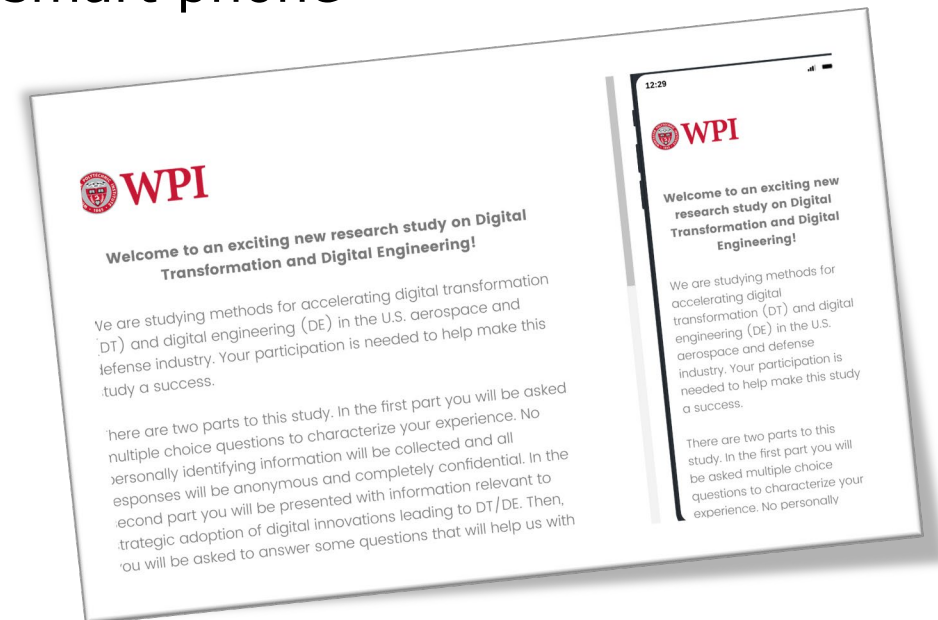 smart phone
WPI
Welcome to an exciting new research study on Digital
Transformation and Digital Engineering!
We are studying methods for accelerating digital transformation
DT) and digital engineering (DE) in the U.S. aerospace and
defense industry. Your participation is needed to help make this
study a success.
here are two parts to this study. In the first part you will be asked
multiple choice questions to characterize your experience. No
personally identifying information will be collected and all
esponses will be anonymous and completely confidential. In the
econd part you will be presented with information relevant to
trategic adoption of digital innovations leading to DT/DE. Then,
you will be asked to answer some questions that will help us with
12:29
WPI
Welcome to an exciting new
research study on Digital
Transformation and Digital
Engineering!
We are studying methods for
accelerating digital
transformation (DT) and digital
engineering (DE) in the U.S.
aerospace and defense
industry. Your participation is
needed to help make this study
a success.
There are two parts to this
study. In the first part you will
be asked multiple choice
questions to characterize your
experience. No personally